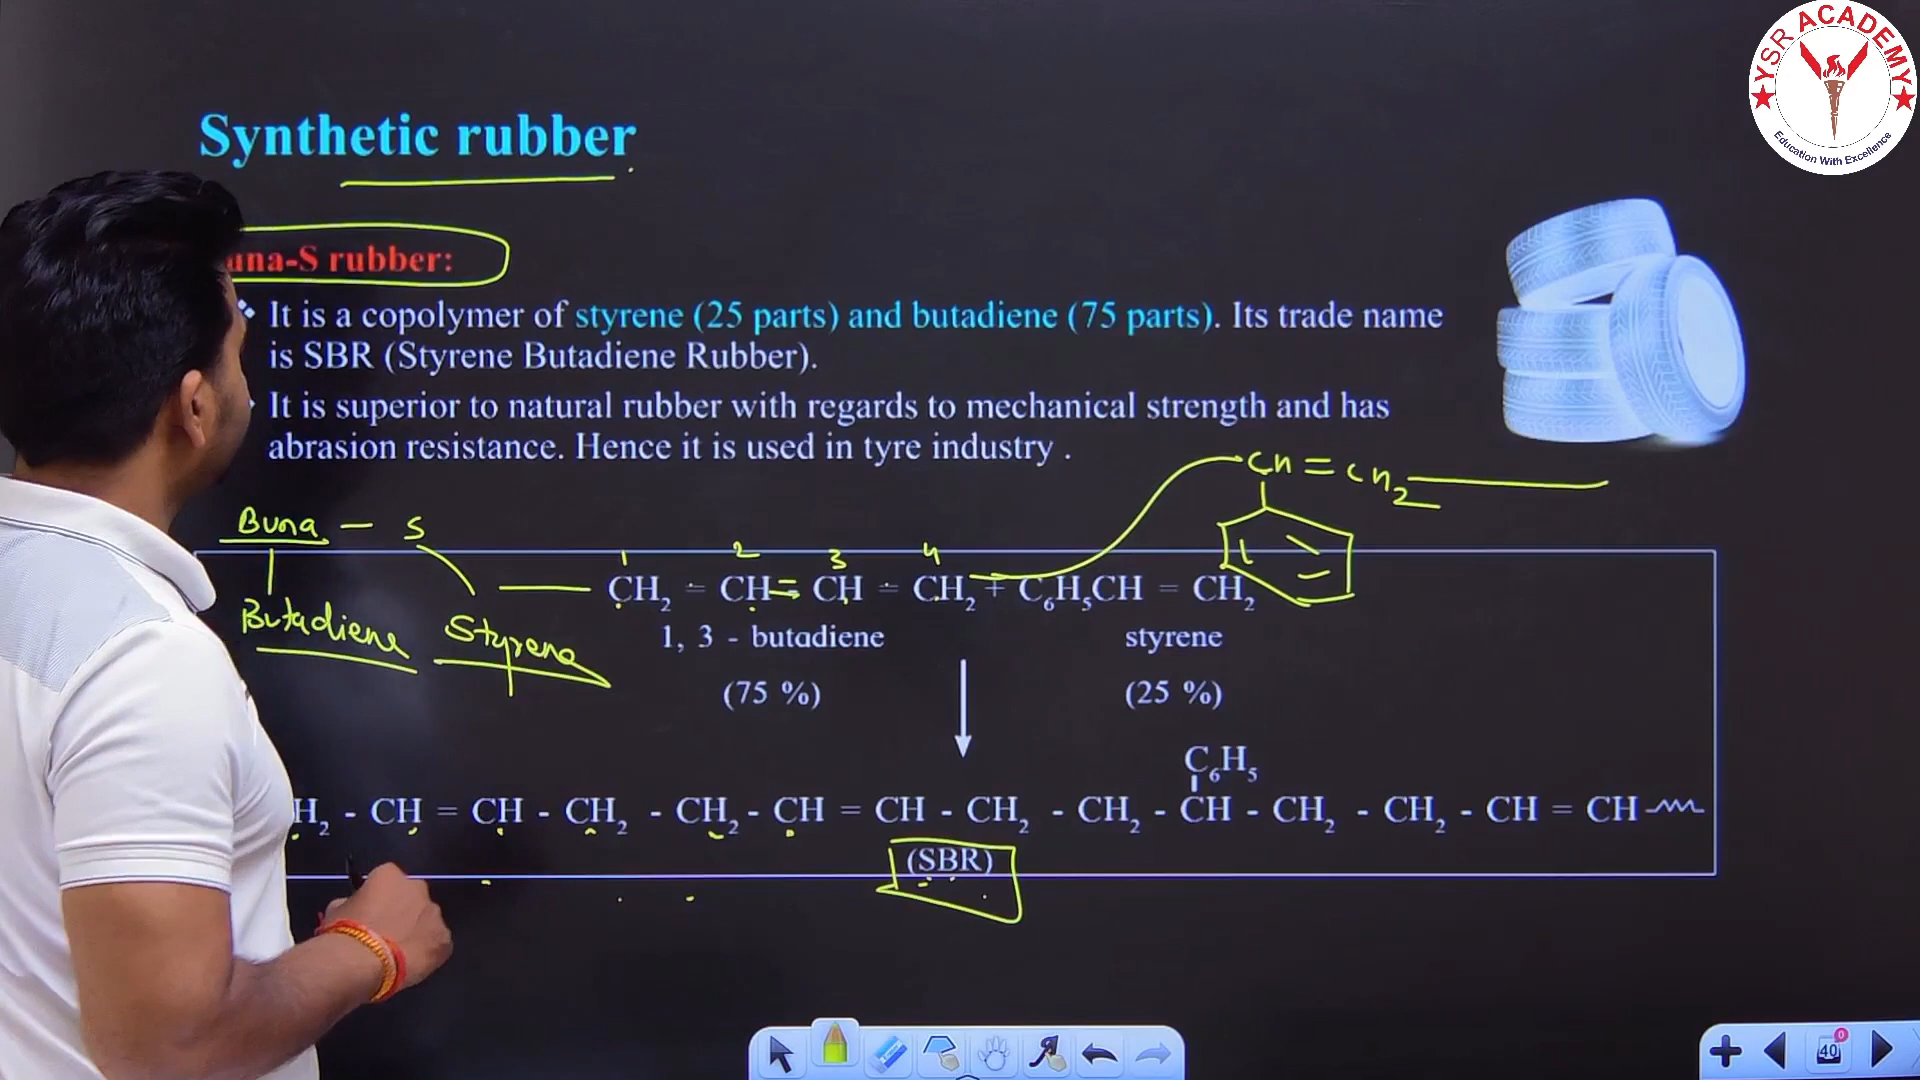 YSR ACADEMY
Education With Excellence
Synthetic rubber
una-S rubber:
It is a copolymer of styrene (25 parts) and butadiene (75 parts). Its trade name
is SBR (Styrene Butadiene Rubber).
It is superior to natural rubber with regards to mechanical strength and has
abrasion resistance. Hence it is used in tyre industry .
CH = CH2
Buna - S
1 2 3 4
CH2 = CH - CH = CH2 + C6H5CH = CH2
Butadiene Styrene
1, 3 - butadiene styrene
(75 %) (25 %)
C6H5
H2 - CH = CH - CH2 - CH2 - CH = CH - CH2 - CH2 - CH - CH2 - CH2 - CH = CH
(SBR)
40
0